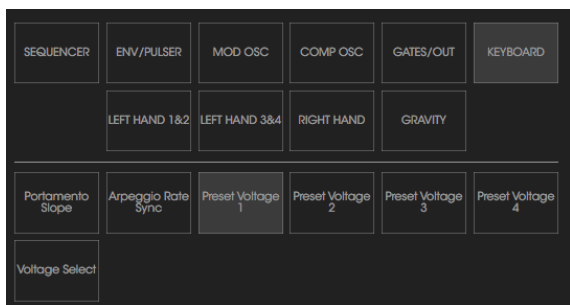 SEQUENCER
ENV/PULSER
MOD OSC
COMP OSC
GATES/OUT
KEYBOARD
LEFT HAND 1&2
LEFT HAND 3&4
RIGHT HAND
GRAVITY
Portamento
Slope
Arpeggio Rate
Sync
Preset Voltage
1
Preset Voltage
2
Preset Voltage
3
Preset Voltage
4
Voltage Select